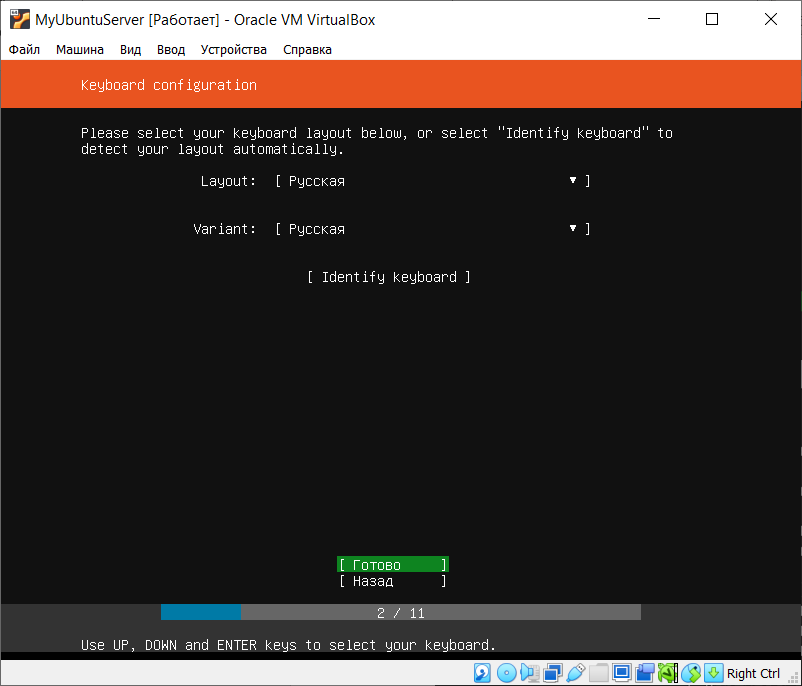 MyUbuntuServer [Работает] - Oracle VM VirtualBox
Файл Машина Вид Ввод Устройства Справка
Keyboard configuration
Please select your keyboard layout below, or select "Identify keyboard" to
detect your layout automatically.
Layout: [ Русская ▾ ]
Variant: [ Русская ▾ ]
[ Identify keyboard ]
[ Готово ]
[ Назад ]
2 / 11
Use UP, DOWN and ENTER keys to select your keyboard.
Right Ctrl